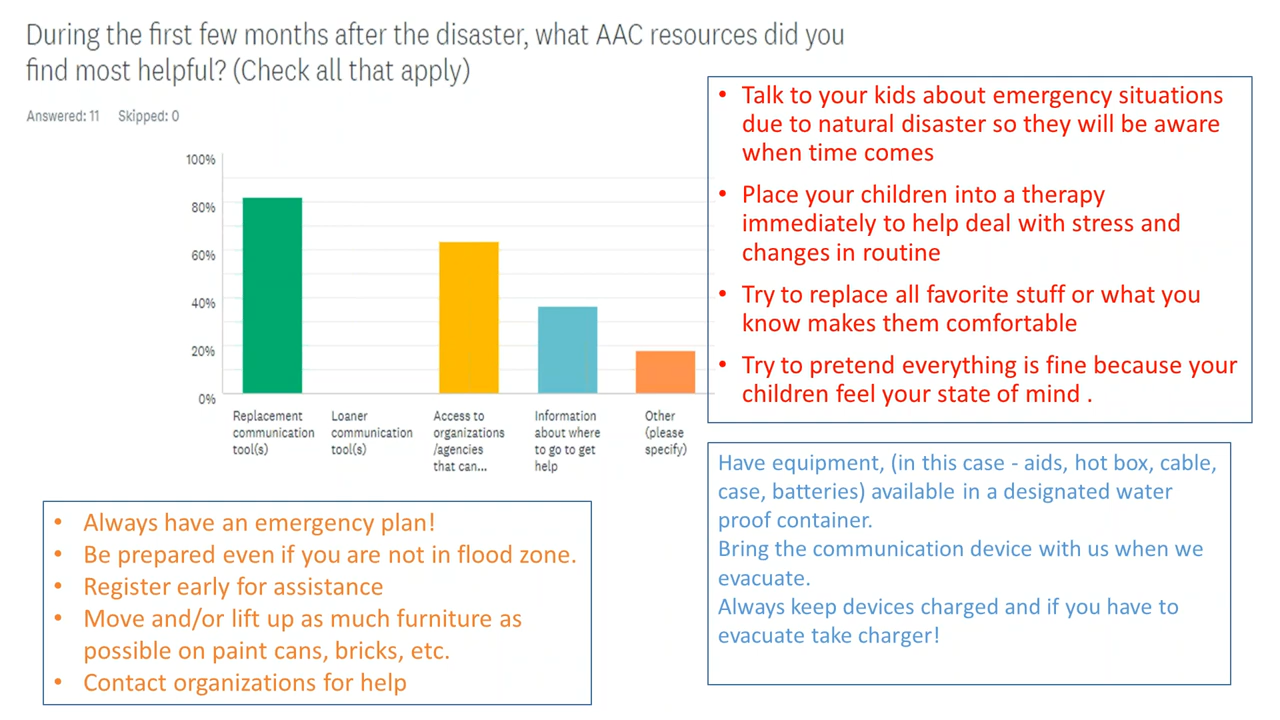 During the first few months after the disaster, what AAC resources did you
find most helpful? (Check all that apply)
Answered: 11 Skipped: 0
100%
80%
60%
40%
20%
0%
Replacement
communication
tool(s)
Loaner
communication
tool(s)
Access to
organizations
/agencies
that can...
Information
about where
to go to get
help
Other
(please
specify)
• Talk to your kids about emergency situations
due to natural disaster so they will be aware
when time comes
• Place your children into a therapy
immediately to help deal with stress and
changes in routine
• Try to replace all favorite stuff or what you
know makes them comfortable
• Try to pretend everything is fine because your
children feel your state of mind .
Have equipment, (in this case - aids, hot box, cable,
case, batteries) available in a designated water
proof container.
Bring the communication device with us when we
evacuate.
Always keep devices charged and if you have to
evacuate take charger!
• Always have an emergency plan!
• Be prepared even if you are not in flood zone.
• Register early for assistance
• Move and/or lift up as much furniture as
possible on paint cans, bricks, etc.
• Contact organizations for help